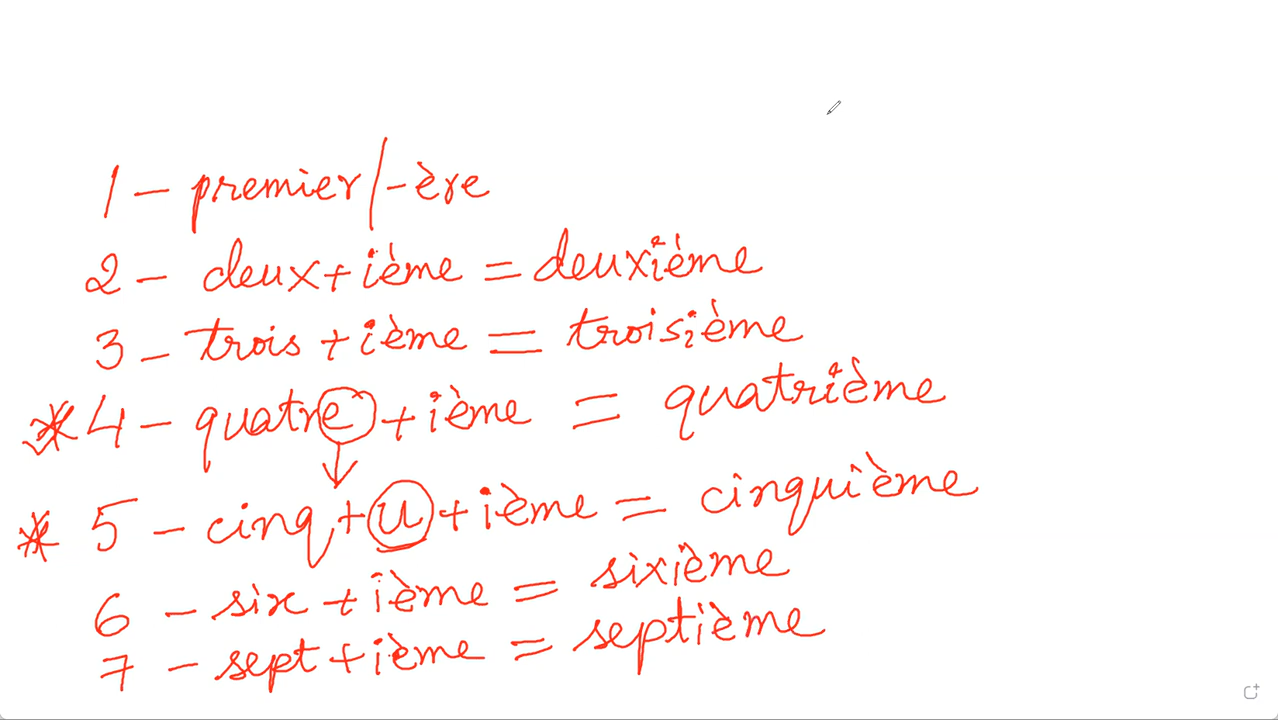 1 - premier/-ère
2 - deux+ième = deuxième
3 - trois +ième = troisième
* 4 - quatre +ième = quatrième
* 5 - cinq+u+ième = cinquième
6 - six +ième = sixième
7 - sept+ième = septième